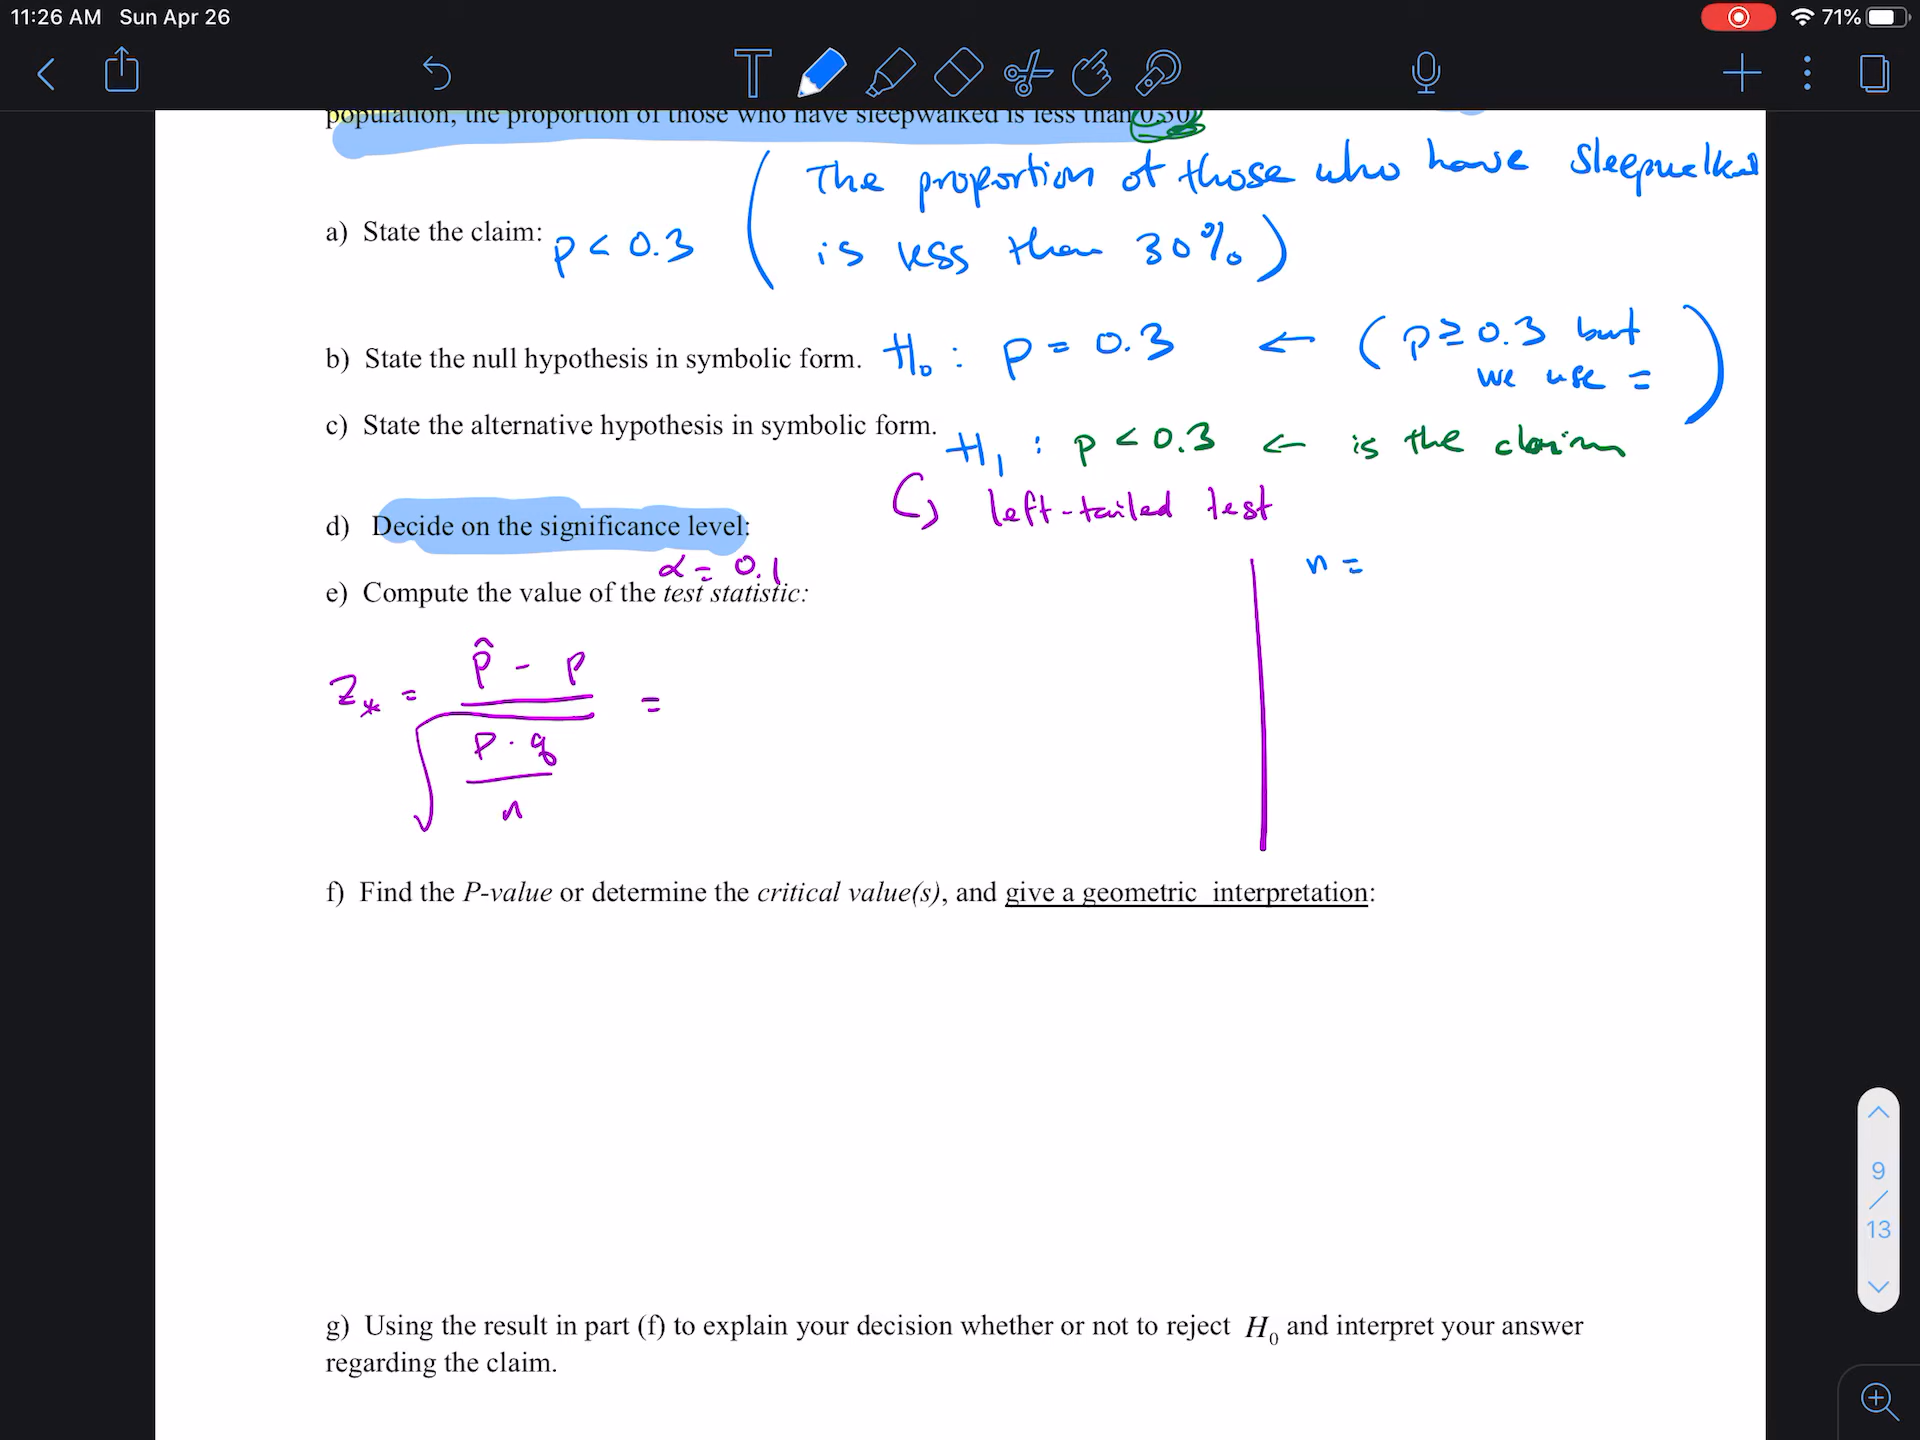 11:26 AM Sun Apr 26
71%
T
population, the proportion of those who have sleepwalked is less than 0.30
The proportion of those who have sleepwalked
a) State the claim: p < 0.3
is less than 30%
b) State the null hypothesis in symbolic form. H₀ : p = 0.3 ← (p ≥ 0.3 but
we use =)
c) State the alternative hypothesis in symbolic form.
H₁ : p < 0.3 ← is the claim
left-tailed test
d) Decide on the significance level:
α = 0.1
n =
e) Compute the value of the test statistic:
z* = (p̂ - p) / √(p · q / n) =
f) Find the P-value or determine the critical value(s), and give a geometric interpretation:
9
/
13
g) Using the result in part (f) to explain your decision whether or not to reject H₀ and interpret your answer
regarding the claim.